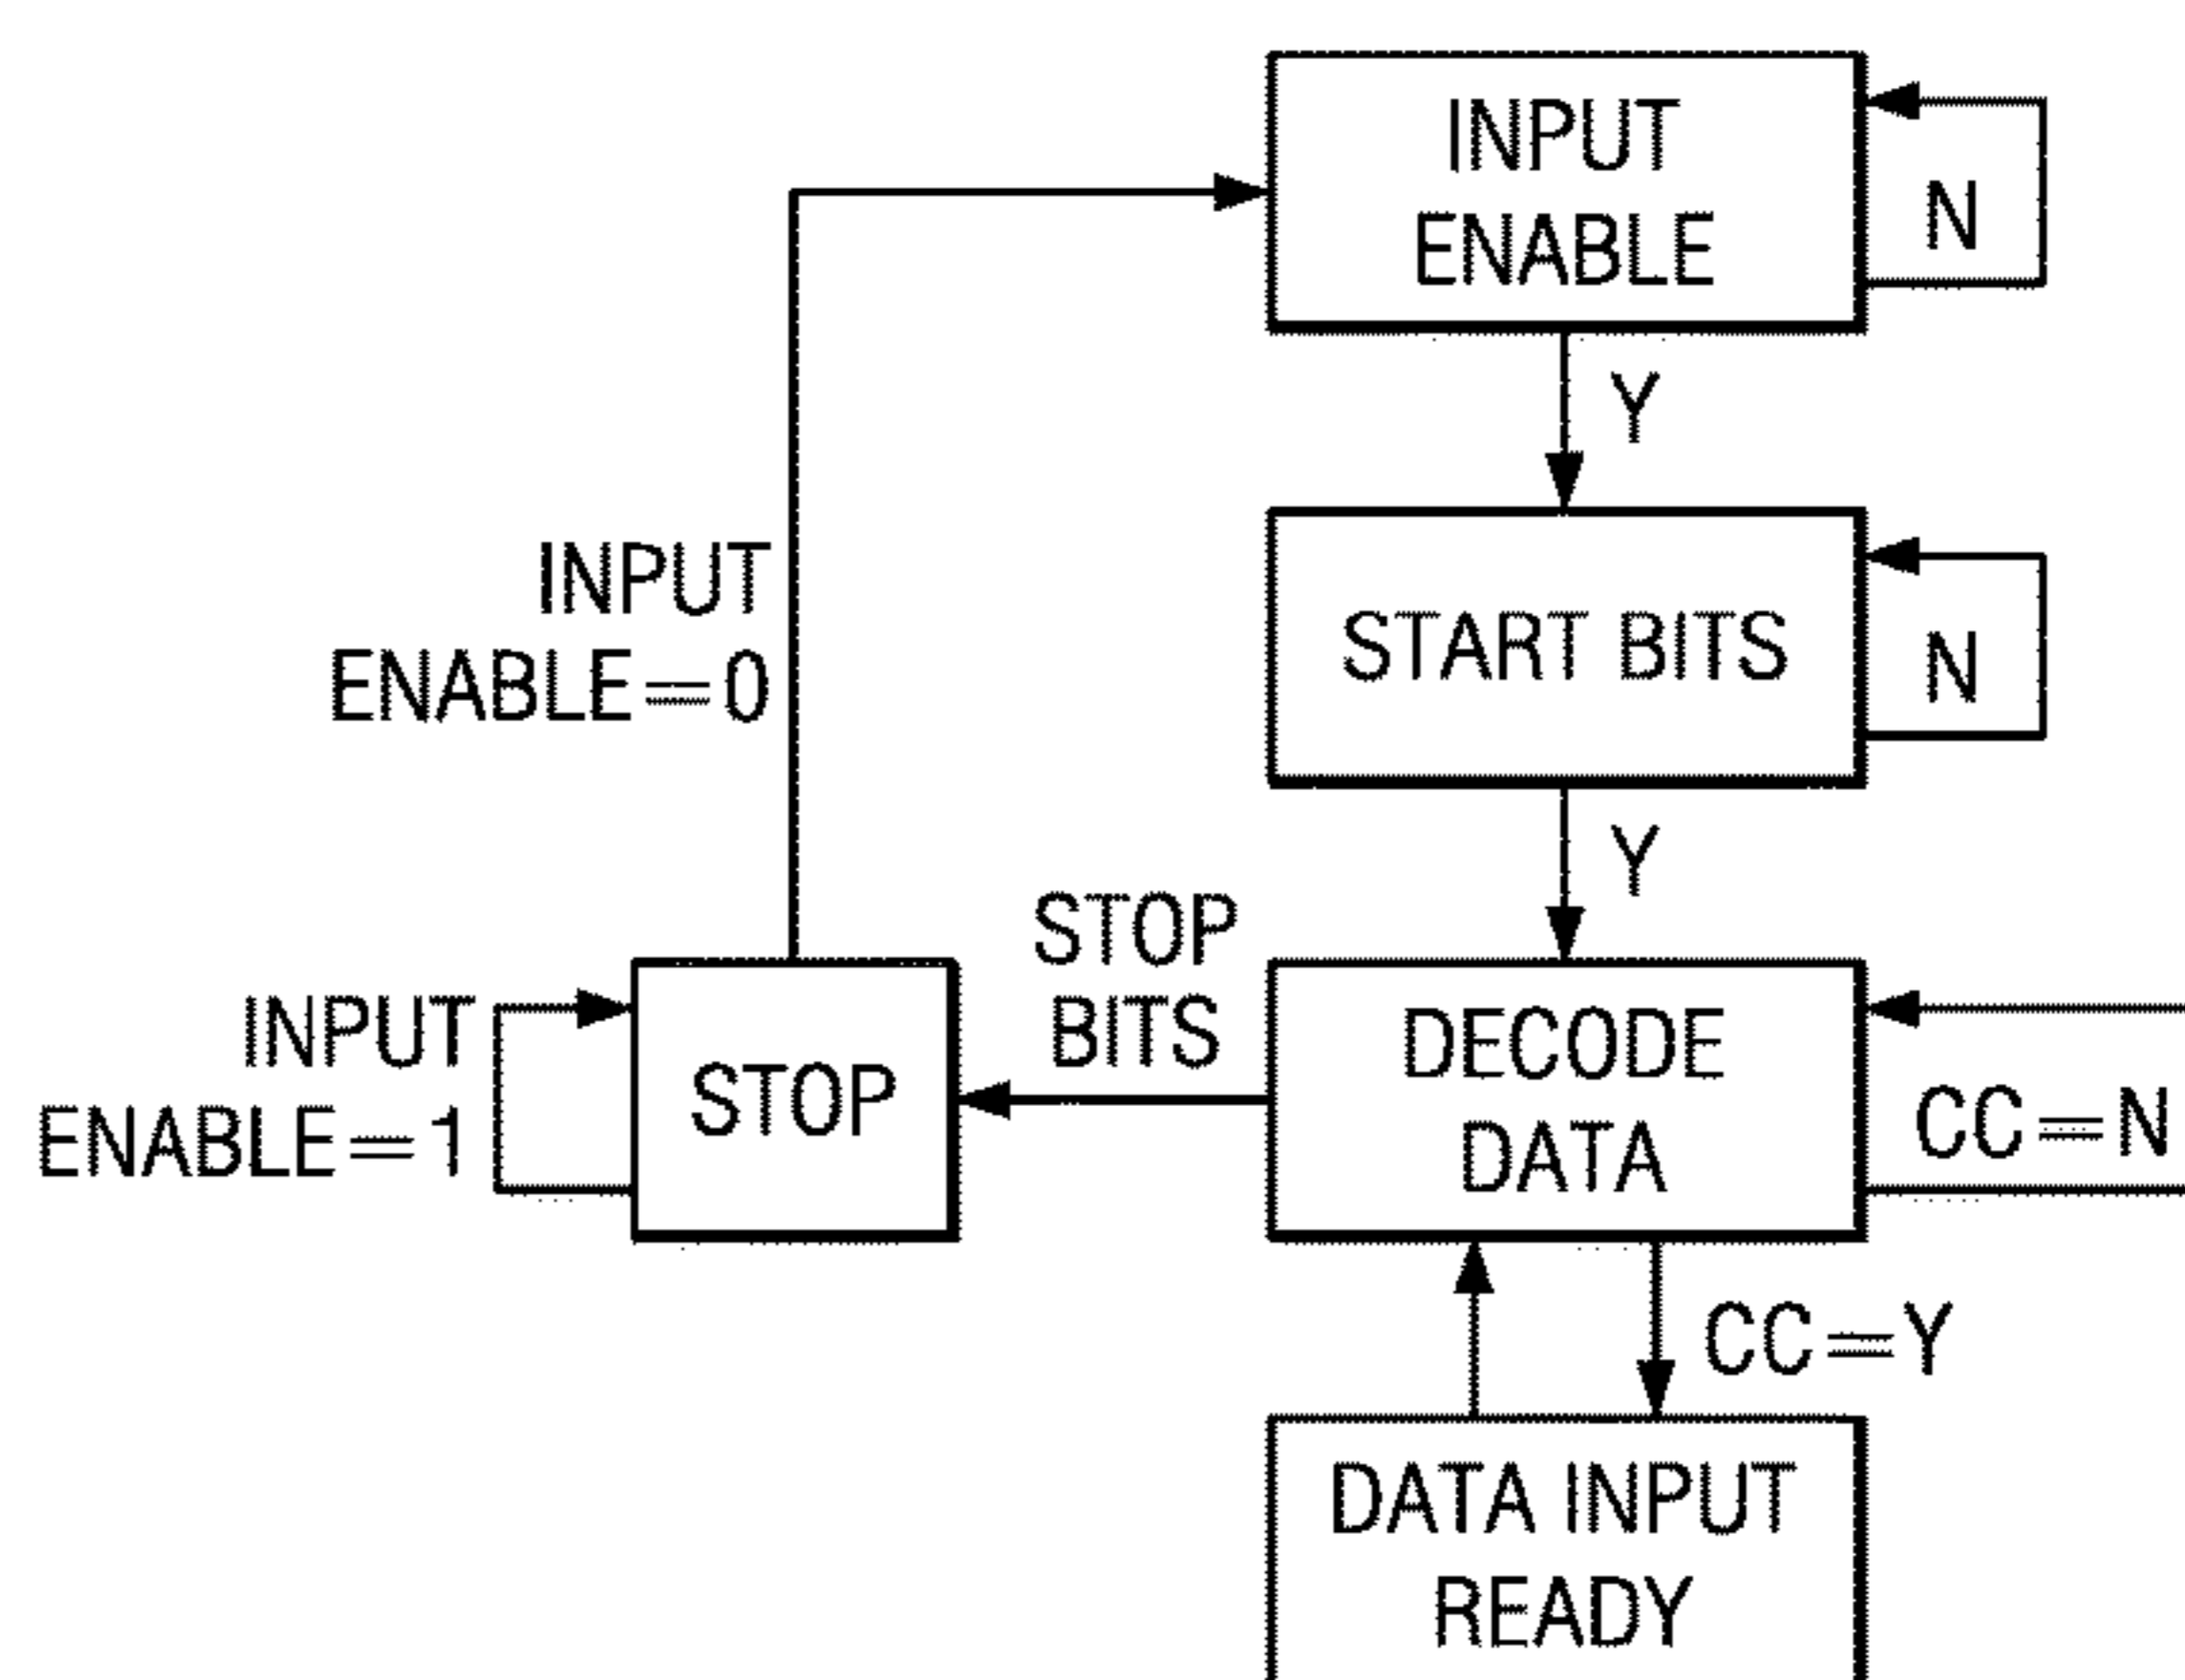 INPUT
ENABLE
N
Y
START BITS
N
INPUT
ENABLE=0
Y
STOP
BITS
DECODE
DATA
CC=N
INPUT
ENABLE=1
STOP
CC=Y
DATA INPUT
READY